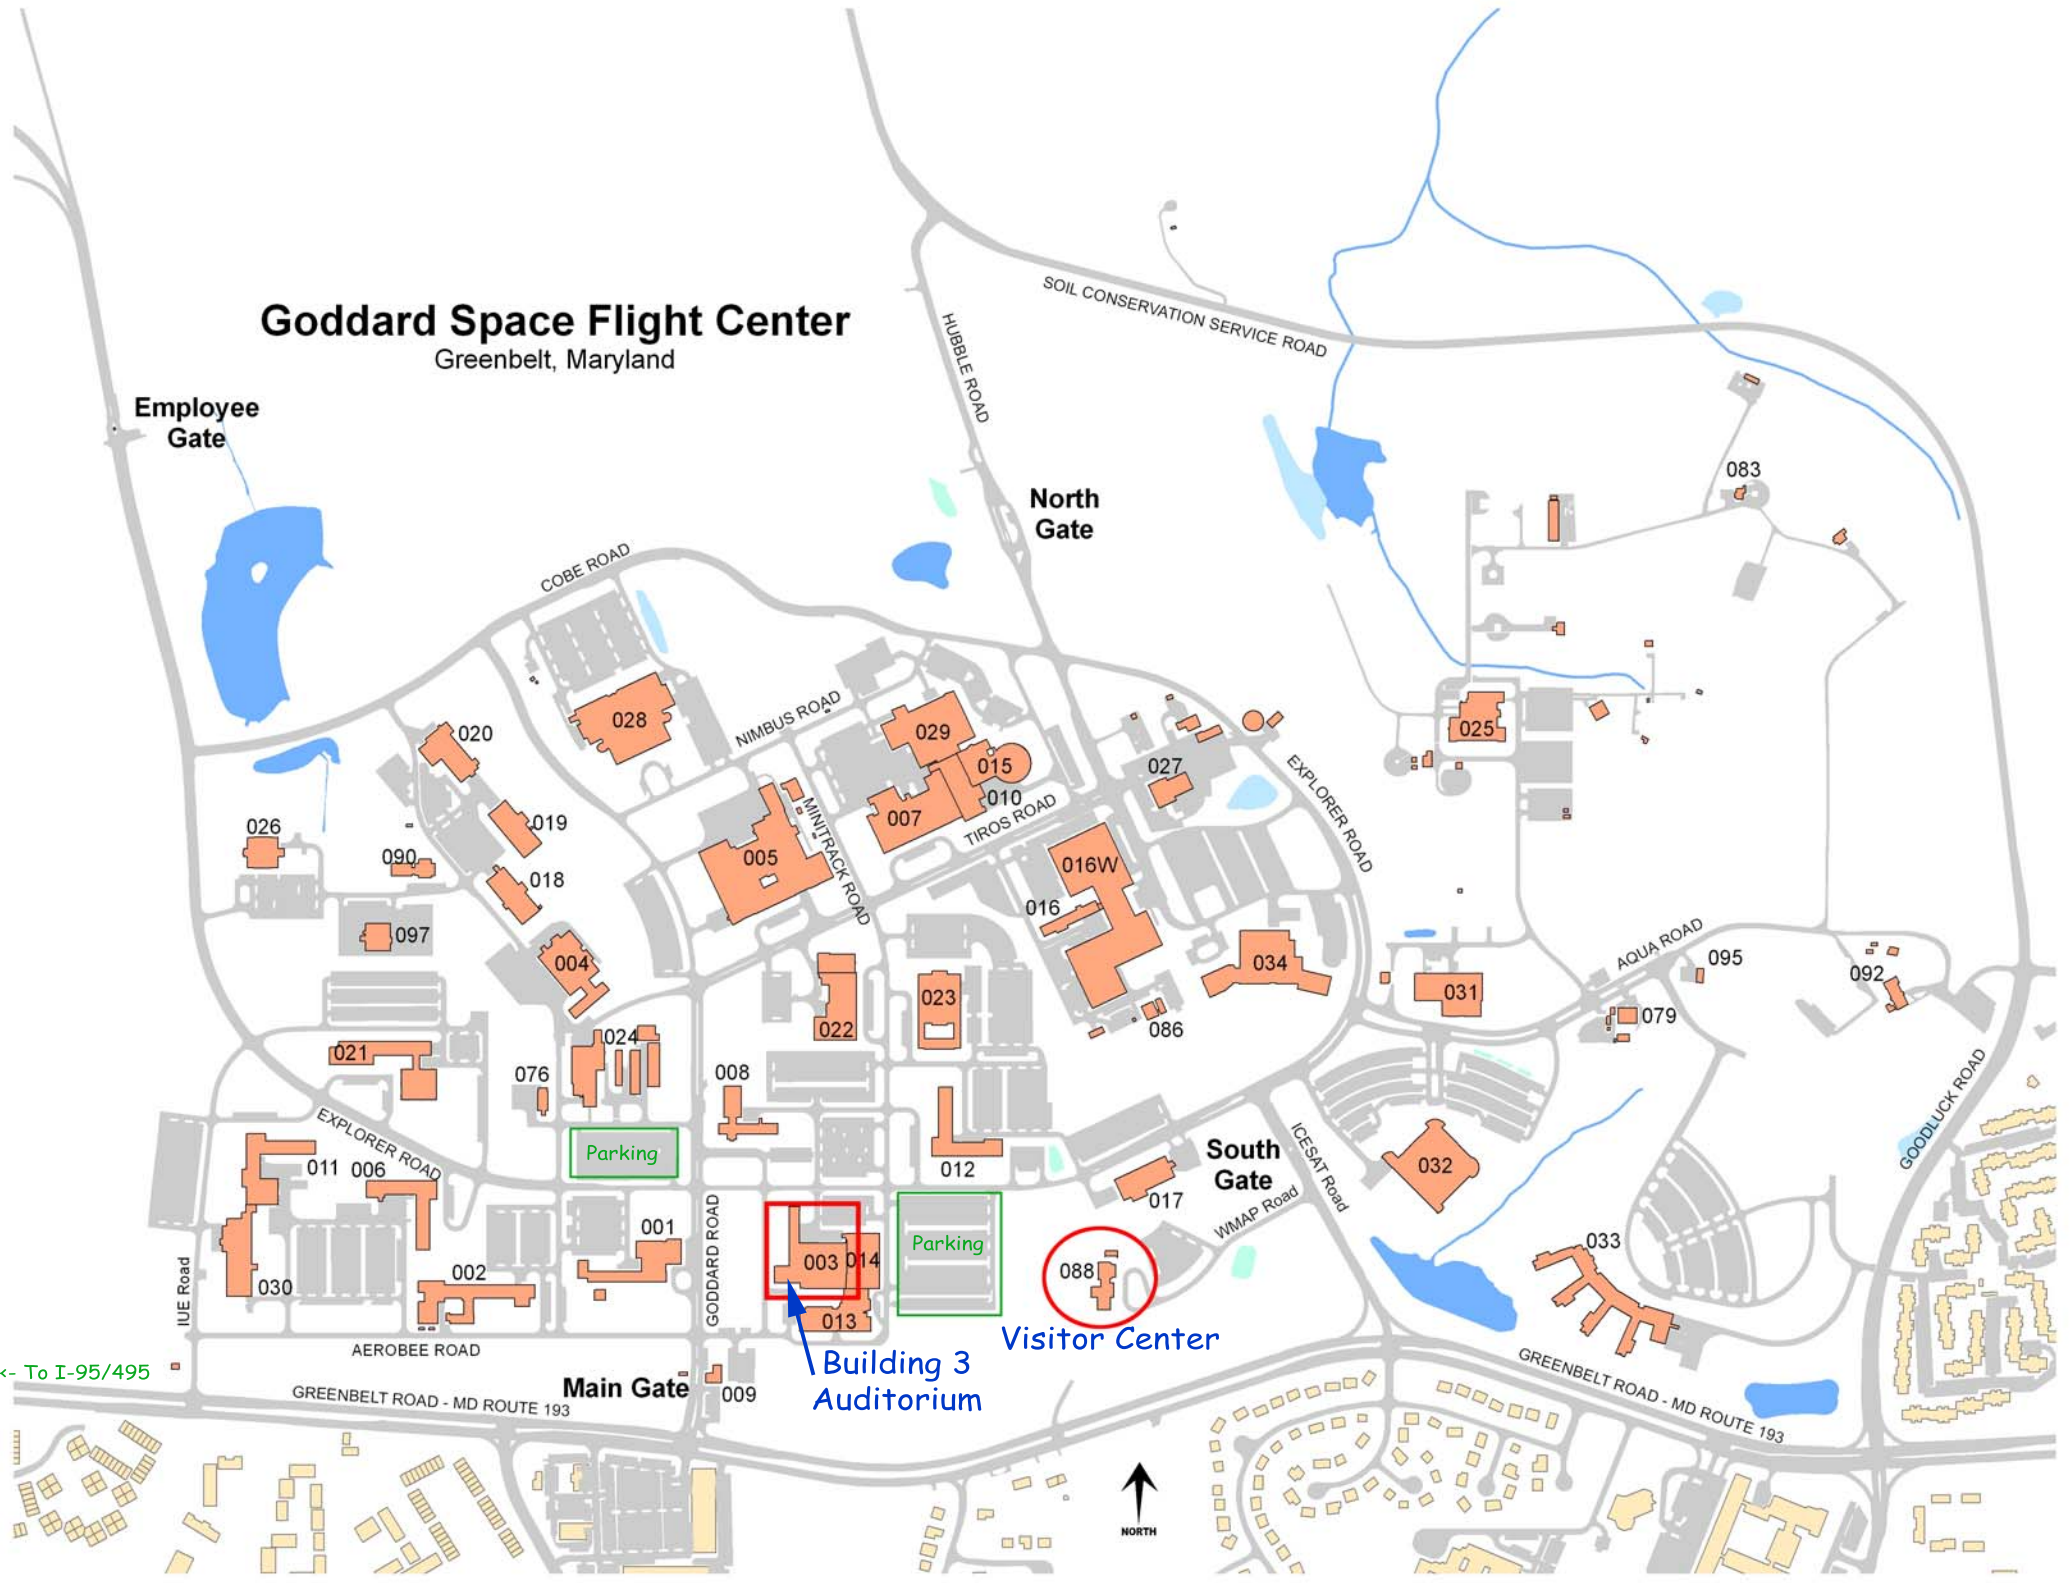 Goddard Space Flight Center
Greenbelt, Maryland
SOIL CONSERVATION SERVICE ROAD
HUBBLE ROAD
Employee
Gate
North
Gate
083
COBE ROAD
028
NIMBUS ROAD
029
015
010
007
TIROS ROAD
027
025
EXPLORER ROAD
020
019
018
026
090
097
004
005
MINITRACK ROAD
016W
016
034
086
031
AQUA ROAD
095
092
079
022
023
024
021
076
008
012
EXPLORER ROAD
011
006
Parking
017
South
Gate
ICESAT Road
WMAP Road
032
GOODLUCK ROAD
001
002
030
IUE Road
GODDARD ROAD
003
014
013
Parking
088
Visitor Center
033
AEROBEE ROAD
Building 3
Auditorium
<- To I-95/495
Main Gate
009
GREENBELT ROAD - MD ROUTE 193
GREENBELT ROAD - MD ROUTE 193
NORTH